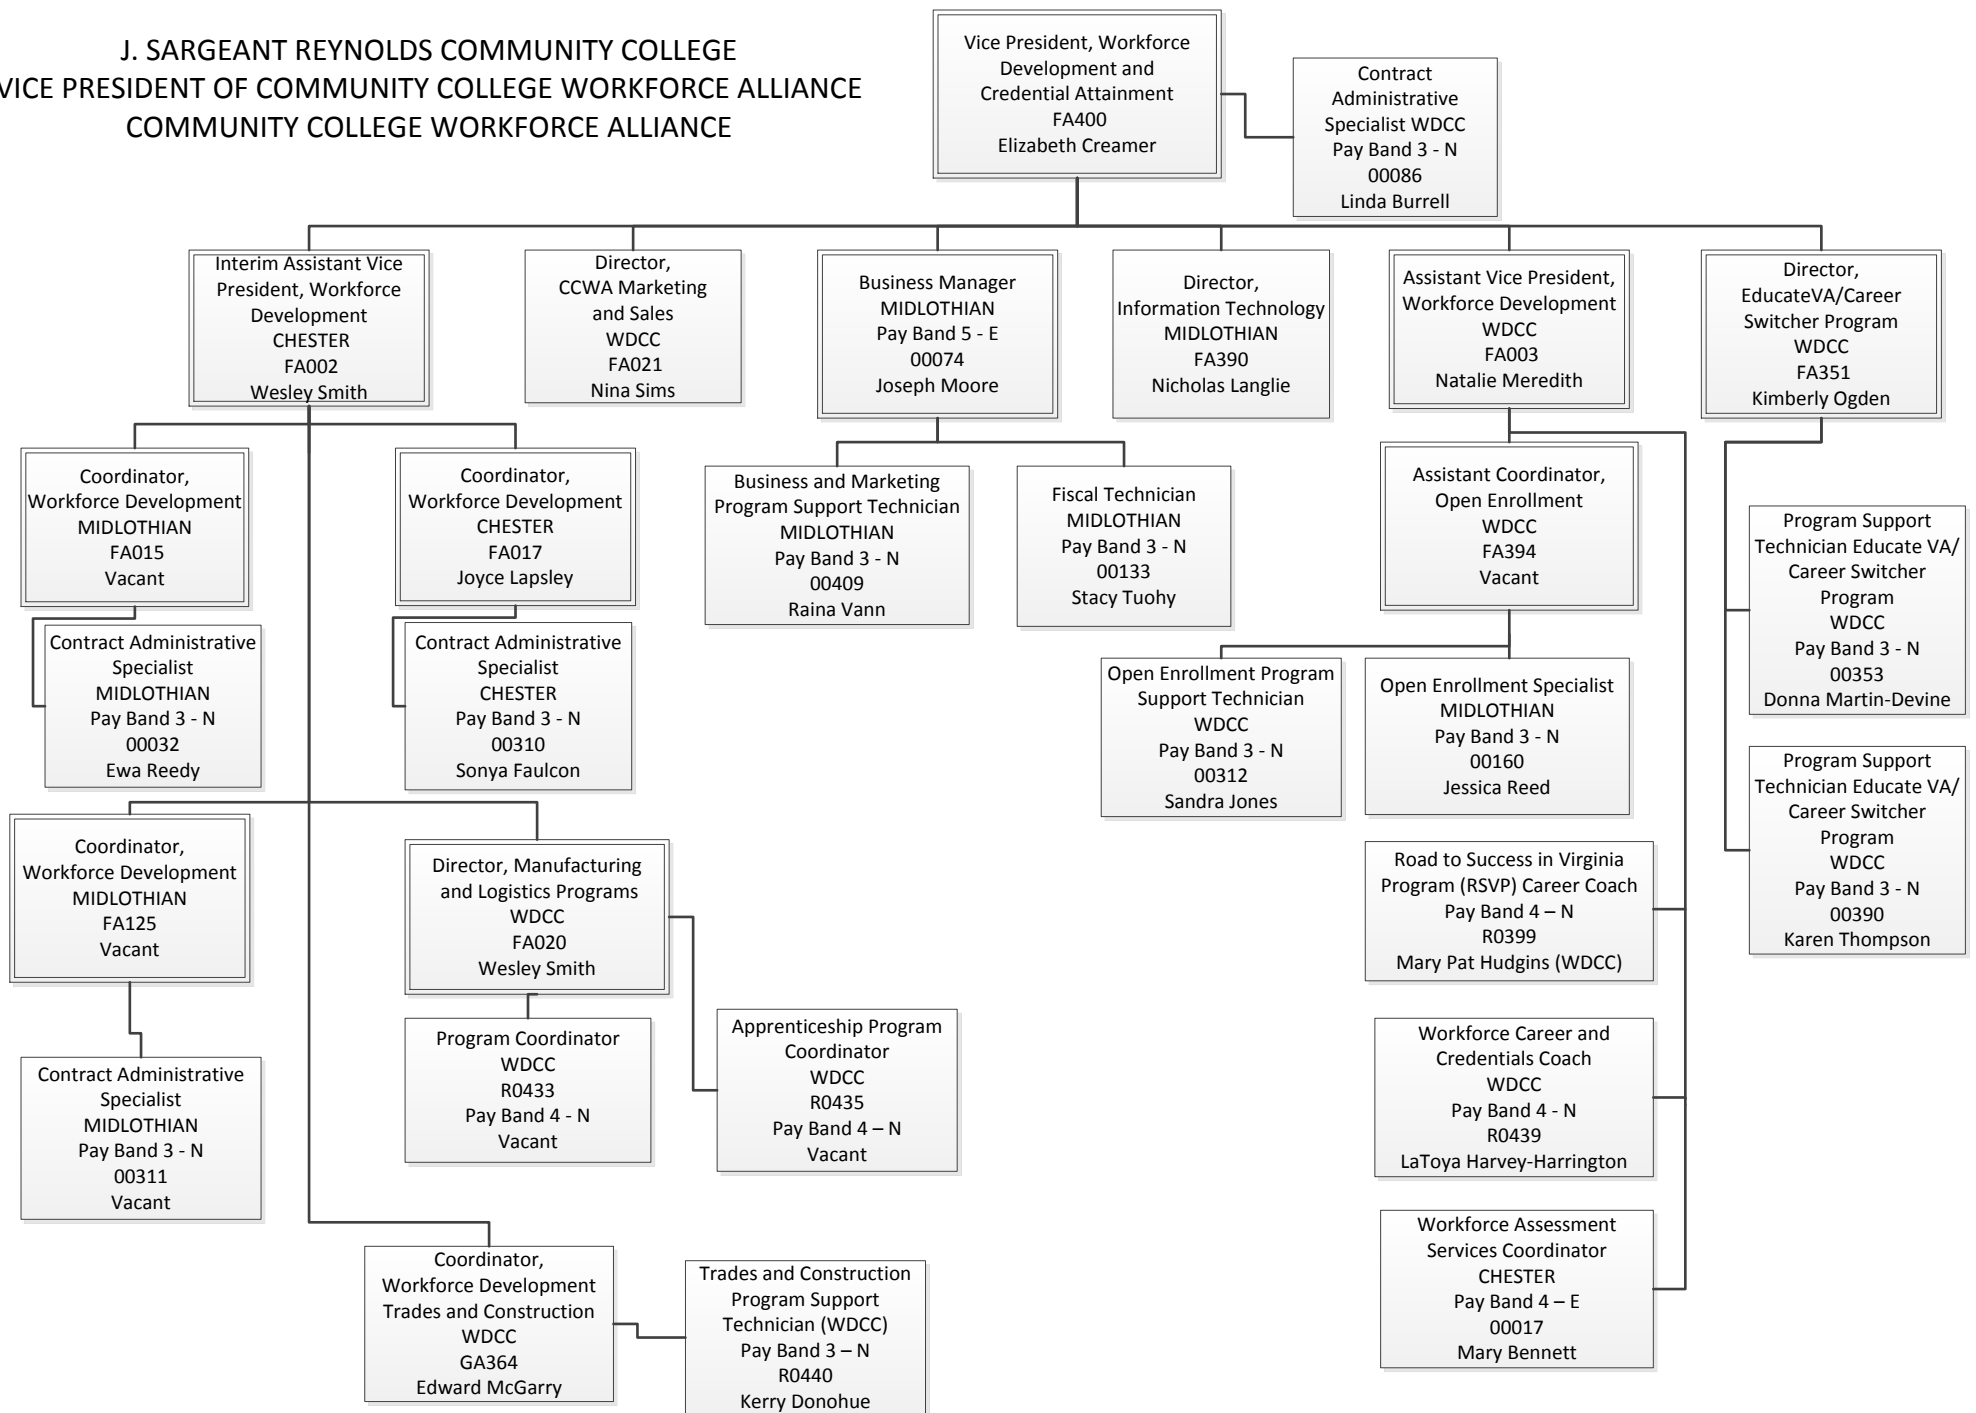 J. SARGEANT REYNOLDS COMMUNITY COLLEGE
VICE PRESIDENT OF COMMUNITY COLLEGE WORKFORCE ALLIANCE
COMMUNITY COLLEGE WORKFORCE ALLIANCE
Vice President, Workforce
Development and
Credential Attainment
FA400
Elizabeth Creamer
Contract
Administrative
Specialist WDCC
Pay Band 3 - N
00086
Linda Burrell
Interim Assistant Vice
President, Workforce
Development
CHESTER
FA002
Wesley Smith
Director,
CCWA Marketing
and Sales
WDCC
FA021
Nina Sims
Business Manager
MIDLOTHIAN
Pay Band 5 - E
00074
Joseph Moore
Director,
Information Technology
MIDLOTHIAN
FA390
Nicholas Langlie
Assistant Vice President,
Workforce Development
WDCC
FA003
Natalie Meredith
Director,
EducateVA/Career
Switcher Program
WDCC
FA351
Kimberly Ogden
Coordinator,
Workforce Development
MIDLOTHIAN
FA015
Vacant
Coordinator,
Workforce Development
CHESTER
FA017
Joyce Lapsley
Business and Marketing
Program Support Technician
MIDLOTHIAN
Pay Band 3 - N
00409
Raina Vann
Fiscal Technician
MIDLOTHIAN
Pay Band 3 - N
00133
Stacy Tuohy
Assistant Coordinator,
Open Enrollment
WDCC
FA394
Vacant
Program Support
Technician Educate VA/
Career Switcher
Program
WDCC
Pay Band 3 - N
00353
Donna Martin-Devine
Contract Administrative
Specialist
MIDLOTHIAN
Pay Band 3 - N
00032
Ewa Reedy
Contract Administrative
Specialist
CHESTER
Pay Band 3 - N
00310
Sonya Faulcon
Open Enrollment Program
Support Technician
WDCC
Pay Band 3 - N
00312
Sandra Jones
Open Enrollment Specialist
MIDLOTHIAN
Pay Band 3 - N
00160
Jessica Reed
Program Support
Technician Educate VA/
Career Switcher
Program
WDCC
Pay Band 3 - N
00390
Karen Thompson
Coordinator,
Workforce Development
MIDLOTHIAN
FA125
Vacant
Director, Manufacturing
and Logistics Programs
WDCC
FA020
Wesley Smith
Road to Success in Virginia
Program (RSVP) Career Coach
Pay Band 4 – N
R0399
Mary Pat Hudgins (WDCC)
Program Coordinator
WDCC
R0433
Pay Band 4 - N
Vacant
Apprenticeship Program
Coordinator
WDCC
R0435
Pay Band 4 – N
Vacant
Workforce Career and
Credentials Coach
WDCC
Pay Band 4 - N
R0439
LaToya Harvey-Harrington
Contract Administrative
Specialist
MIDLOTHIAN
Pay Band 3 - N
00311
Vacant
Workforce Assessment
Services Coordinator
CHESTER
Pay Band 4 – E
00017
Mary Bennett
Coordinator,
Workforce Development
Trades and Construction
WDCC
GA364
Edward McGarry
Trades and Construction
Program Support
Technician (WDCC)
Pay Band 3 – N
R0440
Kerry Donohue